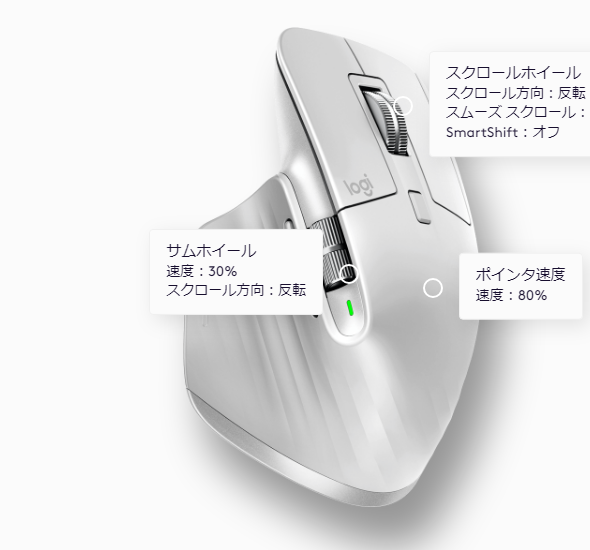 スクロールホイール
スクロール方向：反転
スムーズ スクロール：
SmartShift：オフ
logi
サムホイール
速度：30%
スクロール方向：反転
ポインタ速度
速度：80%